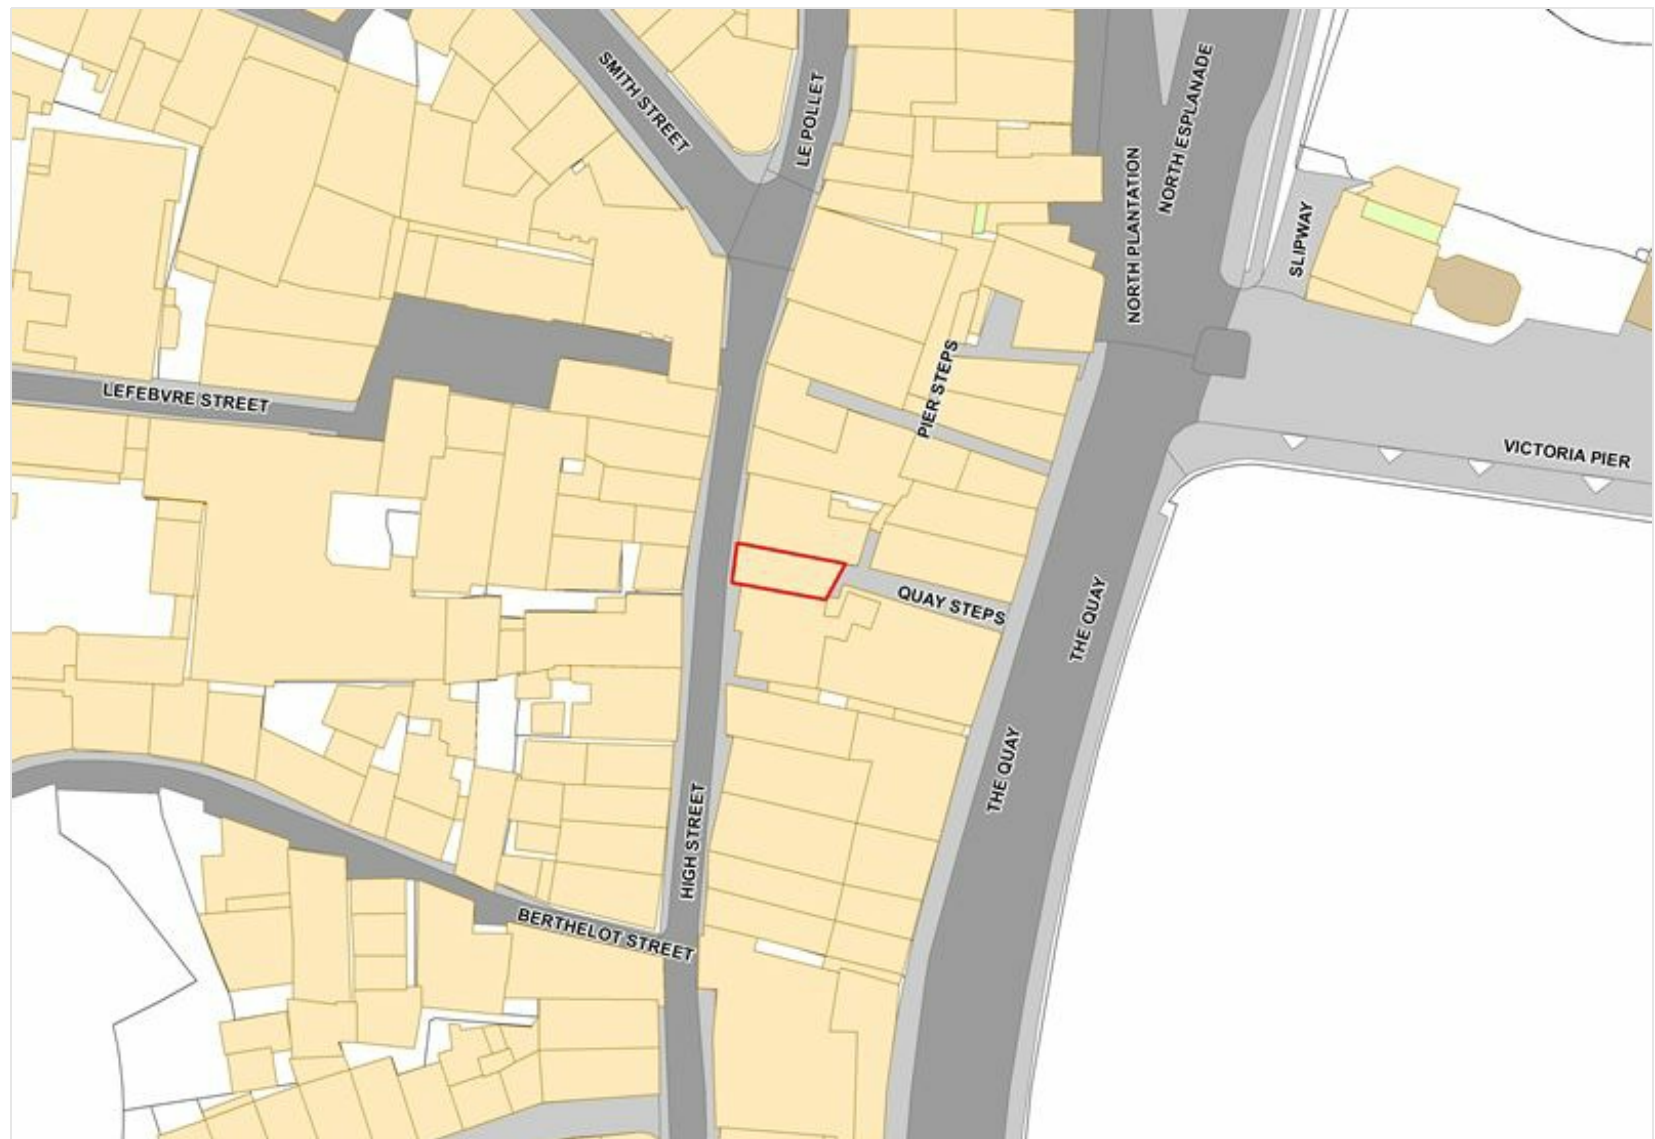 SMITH STREET
LE POLLET
NORTH ESPLANADE
NORTH PLANTATION
SLIPWAY
PIER STEPS
LEFEBVRE STREET
VICTORIA PIER
QUAY STEPS
THE QUAY
THE QUAY
HIGH STREET
BERTHELOT STREET